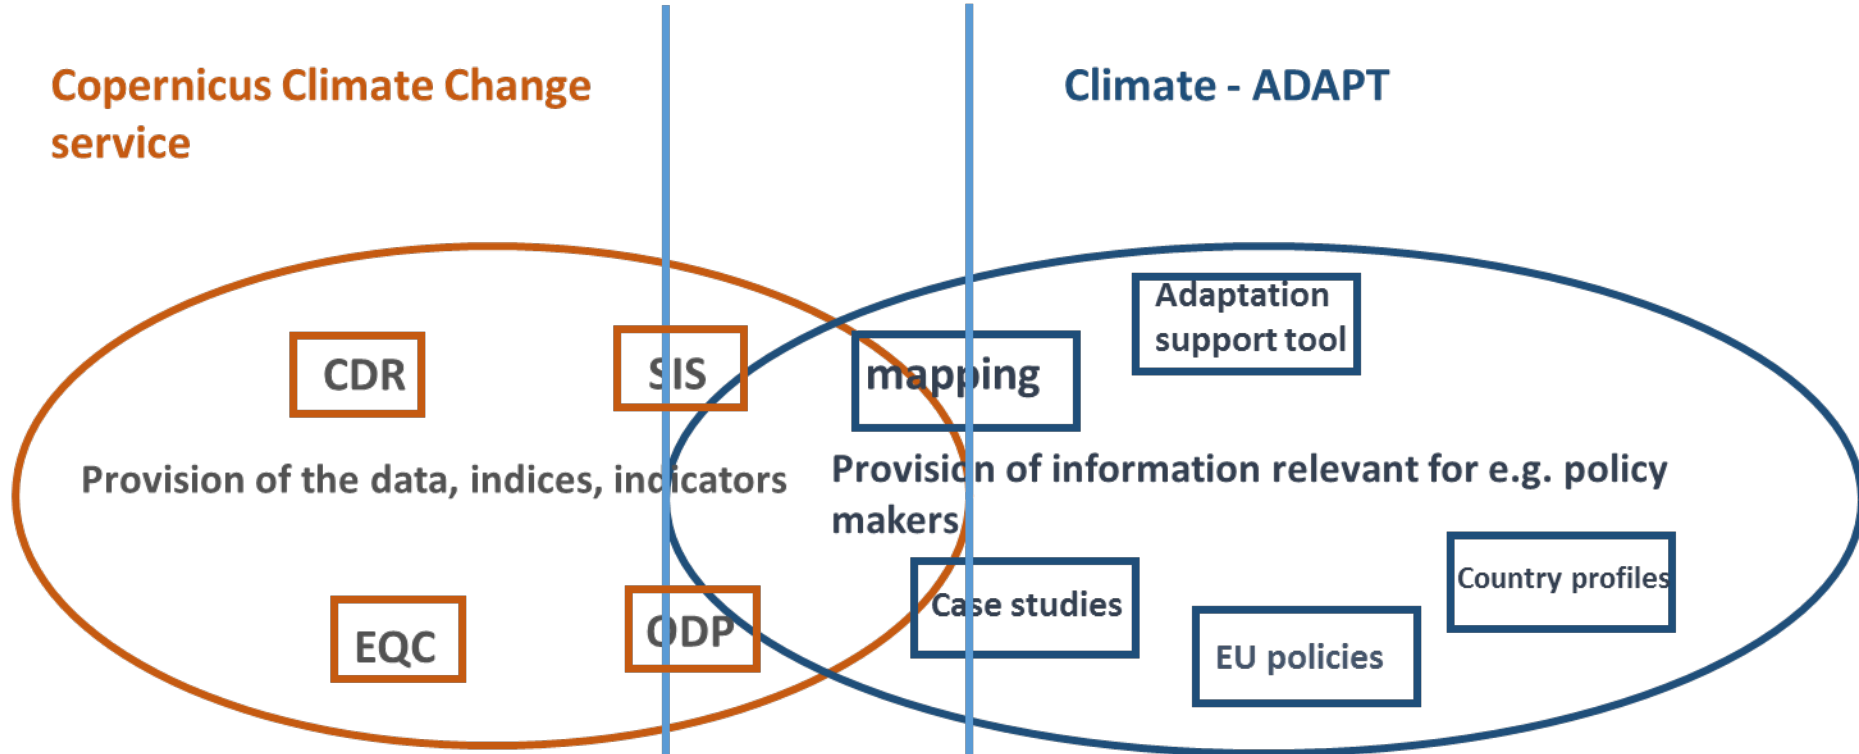 Copernicus Climate Change
service
Climate - ADAPT
Adaptation
support tool
CDR
SIS
mapping
Provision of the data, indices, indicators
Provision of information relevant for e.g. policy
makers
Case studies
Country profiles
EQC
ODP
EU policies